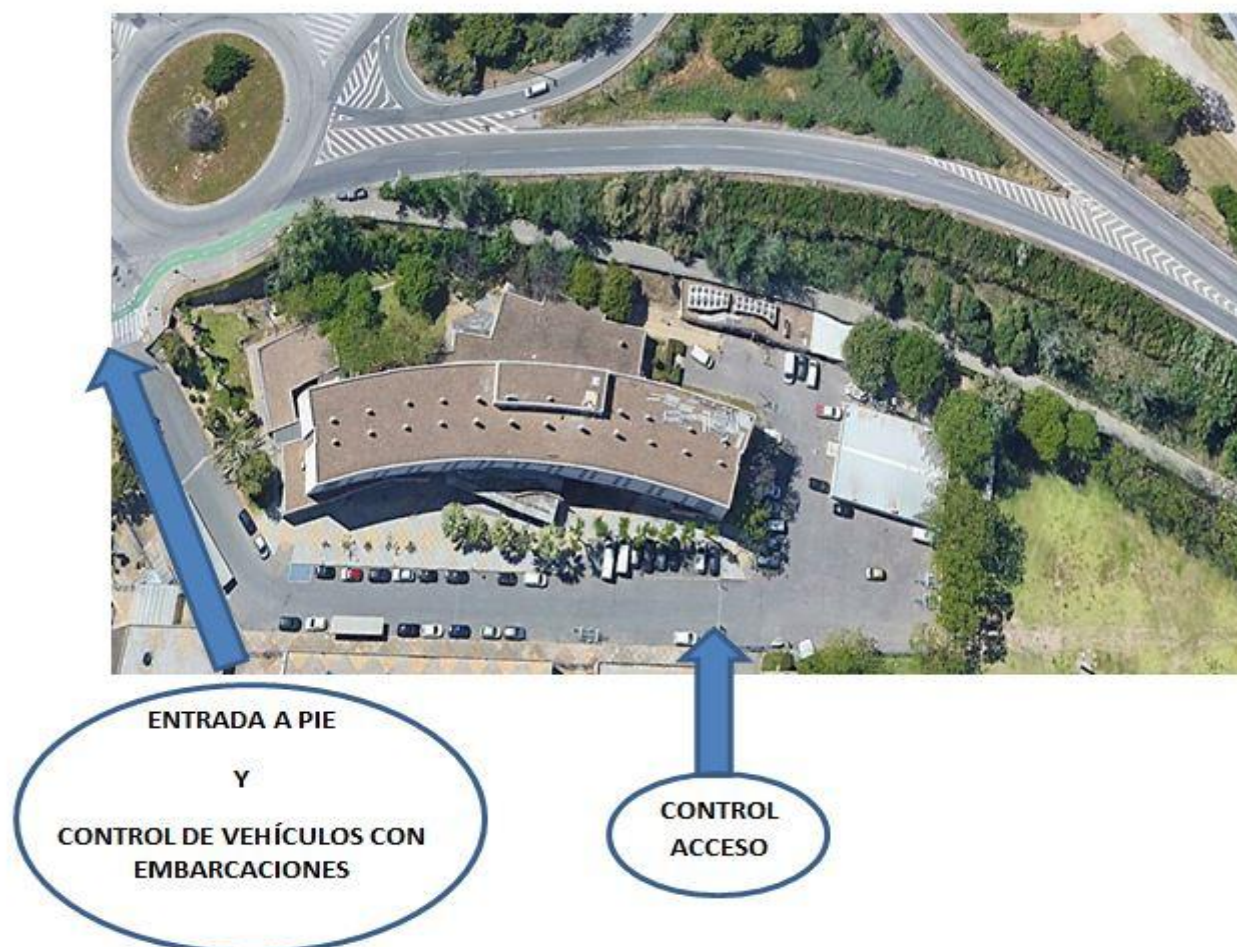 ENTRADA A PIE
Y
CONTROL DE VEHÍCULOS CON
EMBARCACIONES
CONTROL
ACCESO